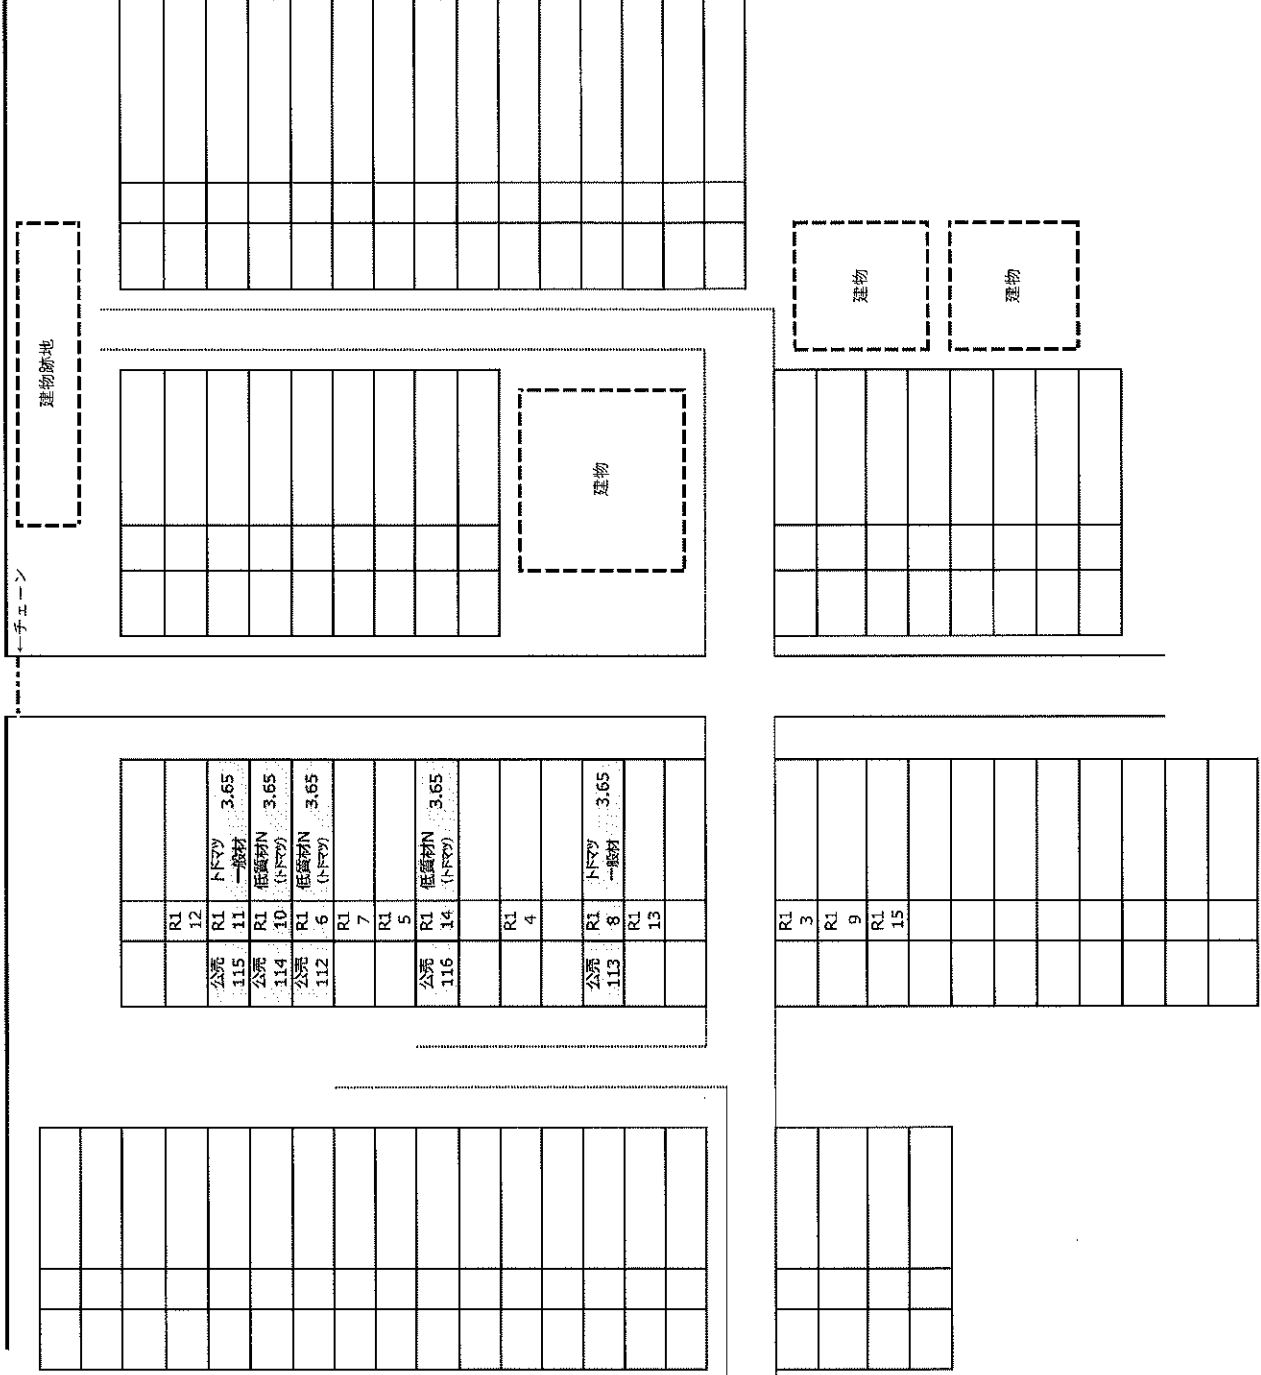 建物跡地
←チェーン
建物
建物
建物
R1
12
公売
115
R1
11
トドマツ
一般材
3.65
公売
114
R1
10
低質材N
(トドマツ)
3.65
公売
112
R1
6
低質材N
(トドマツ)
3.65
R1
7
R1
5
公売
116
R1
14
低質材N
(トドマツ)
3.65
R1
4
公売
113
R1
8
トドマツ
一般材
3.65
R1
13
R1
3
R1
9
R1
15